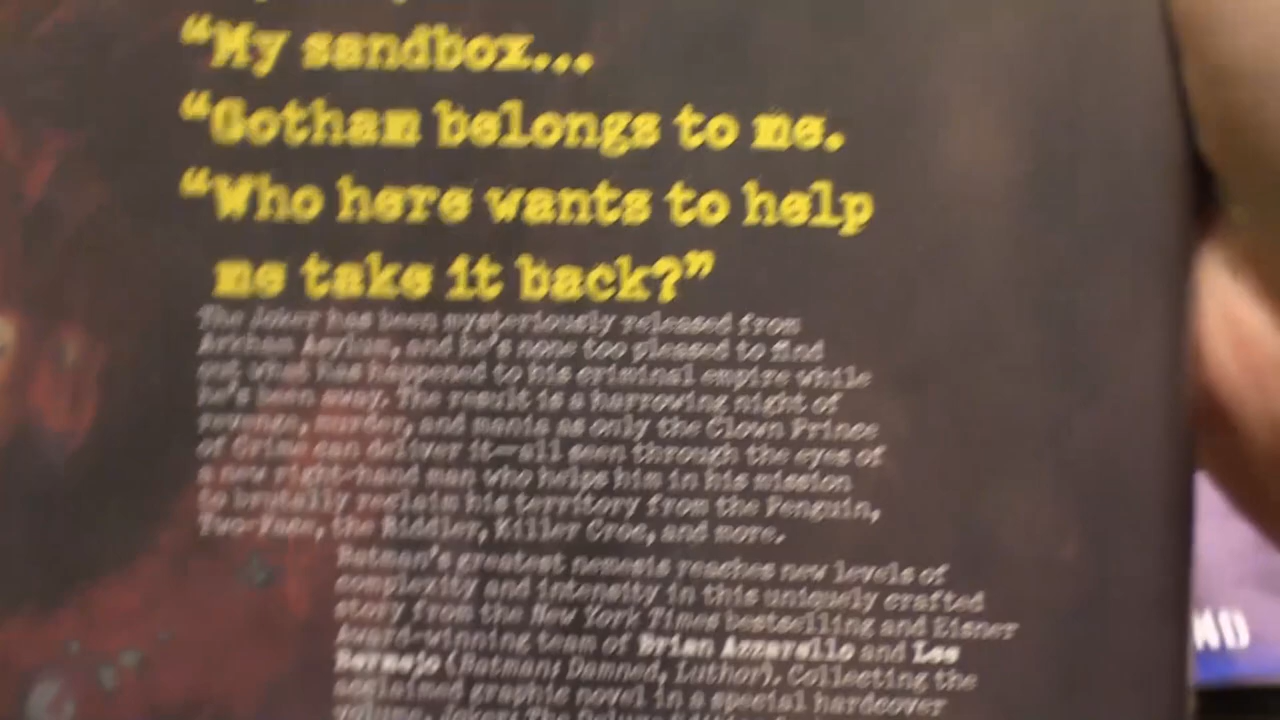 “My sandbox...
“Gotham belongs to me.
“Who here wants to help
me take it back?”
The Joker has been mysteriously released from
Arkham Asylum, and he's none too pleased to find
out what has happened to his criminal empire while
he's been away. The result is a harrowing night of
revenge, murder, and mania as only the Clown Prince
of Crime can deliver it—all seen through the eyes of
a new right-hand man who helps him in his mission
to brutally reclaim his territory from the Penguin,
Two-Face, the Riddler, Killer Croc, and more.
Batman's greatest nemesis reaches new levels of
complexity and intensity in this uniquely crafted
story from the New York Times bestselling and Eisner
Award-winning team of Brian Azzarello and Lee
Bermejo (Batman: Damned, Luthor). Collecting the
acclaimed graphic novel in a special hardcover
volume, Joker: The Deluxe Edition